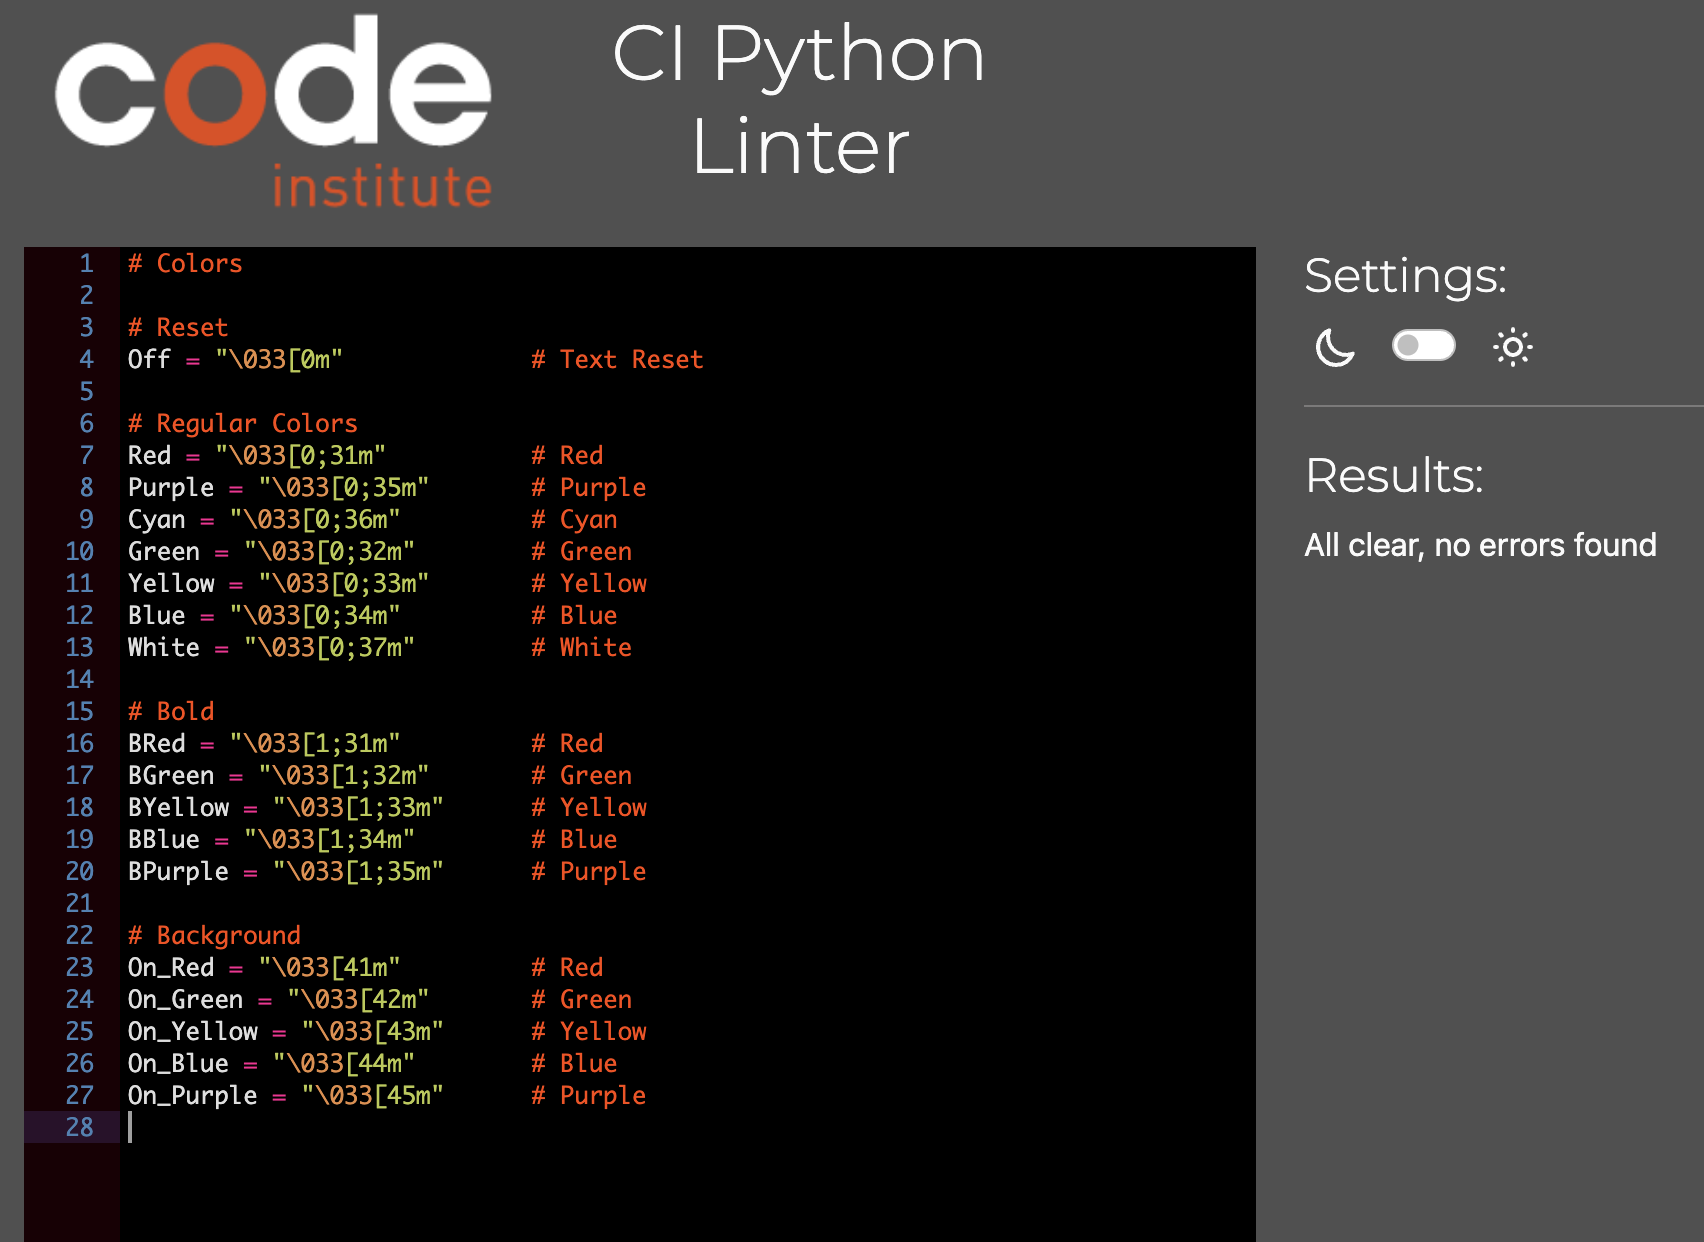 code
institute
CI Python
Linter
1 # Colors
2
3 # Reset
4 Off = "\033[0m" # Text Reset
5
6 # Regular Colors
7 Red = "\033[0;31m" # Red
8 Purple = "\033[0;35m" # Purple
9 Cyan = "\033[0;36m" # Cyan
10 Green = "\033[0;32m" # Green
11 Yellow = "\033[0;33m" # Yellow
12 Blue = "\033[0;34m" # Blue
13 White = "\033[0;37m" # White
14
15 # Bold
16 BRed = "\033[1;31m" # Red
17 BGreen = "\033[1;32m" # Green
18 BYellow = "\033[1;33m" # Yellow
19 BBlue = "\033[1;34m" # Blue
20 BPurple = "\033[1;35m" # Purple
21
22 # Background
23 On_Red = "\033[41m" # Red
24 On_Green = "\033[42m" # Green
25 On_Yellow = "\033[43m" # Yellow
26 On_Blue = "\033[44m" # Blue
27 On_Purple = "\033[45m" # Purple
28
Settings:
Results:
All clear, no errors found